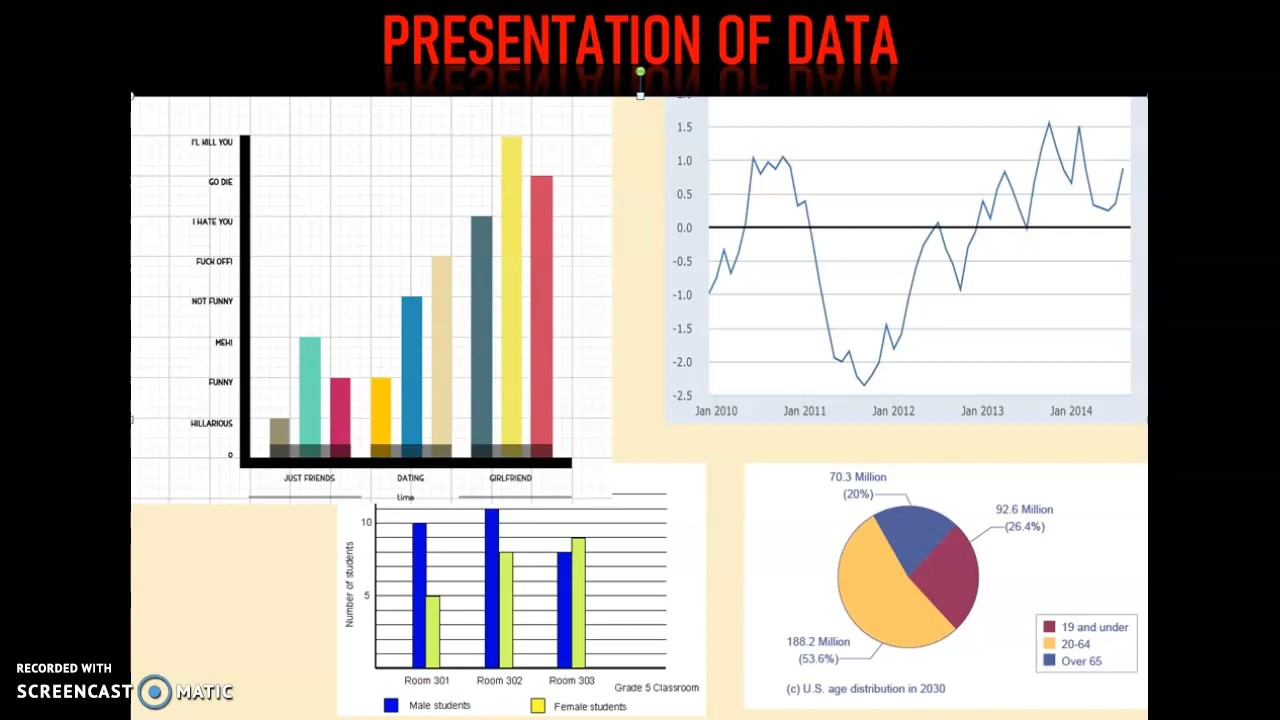 PRESENTATION OF DATA
I'L KILL YOU
GO DIE
I HATE YOU
FUCK OFF!
NOT FUNNY
MEH!
FUNNY
HILLARIOUS
0
JUST FRIENDS DATING GIRLFRIEND
time
1.5
1.0
0.5
0.0
-0.5
-1.0
-1.5
-2.0
-2.5
Jan 2010 Jan 2011 Jan 2012 Jan 2013 Jan 2014
10
5
Number of students
Room 301 Room 302 Room 303
Grade 5 Classroom
Male students Female students
70.3 Million
(20%)
92.6 Million
(26.4%)
188.2 Million
(53.6%)
19 and under
20-64
Over 65
(c) U.S. age distribution in 2030
RECORDED WITH
SCREENCAST MATIC